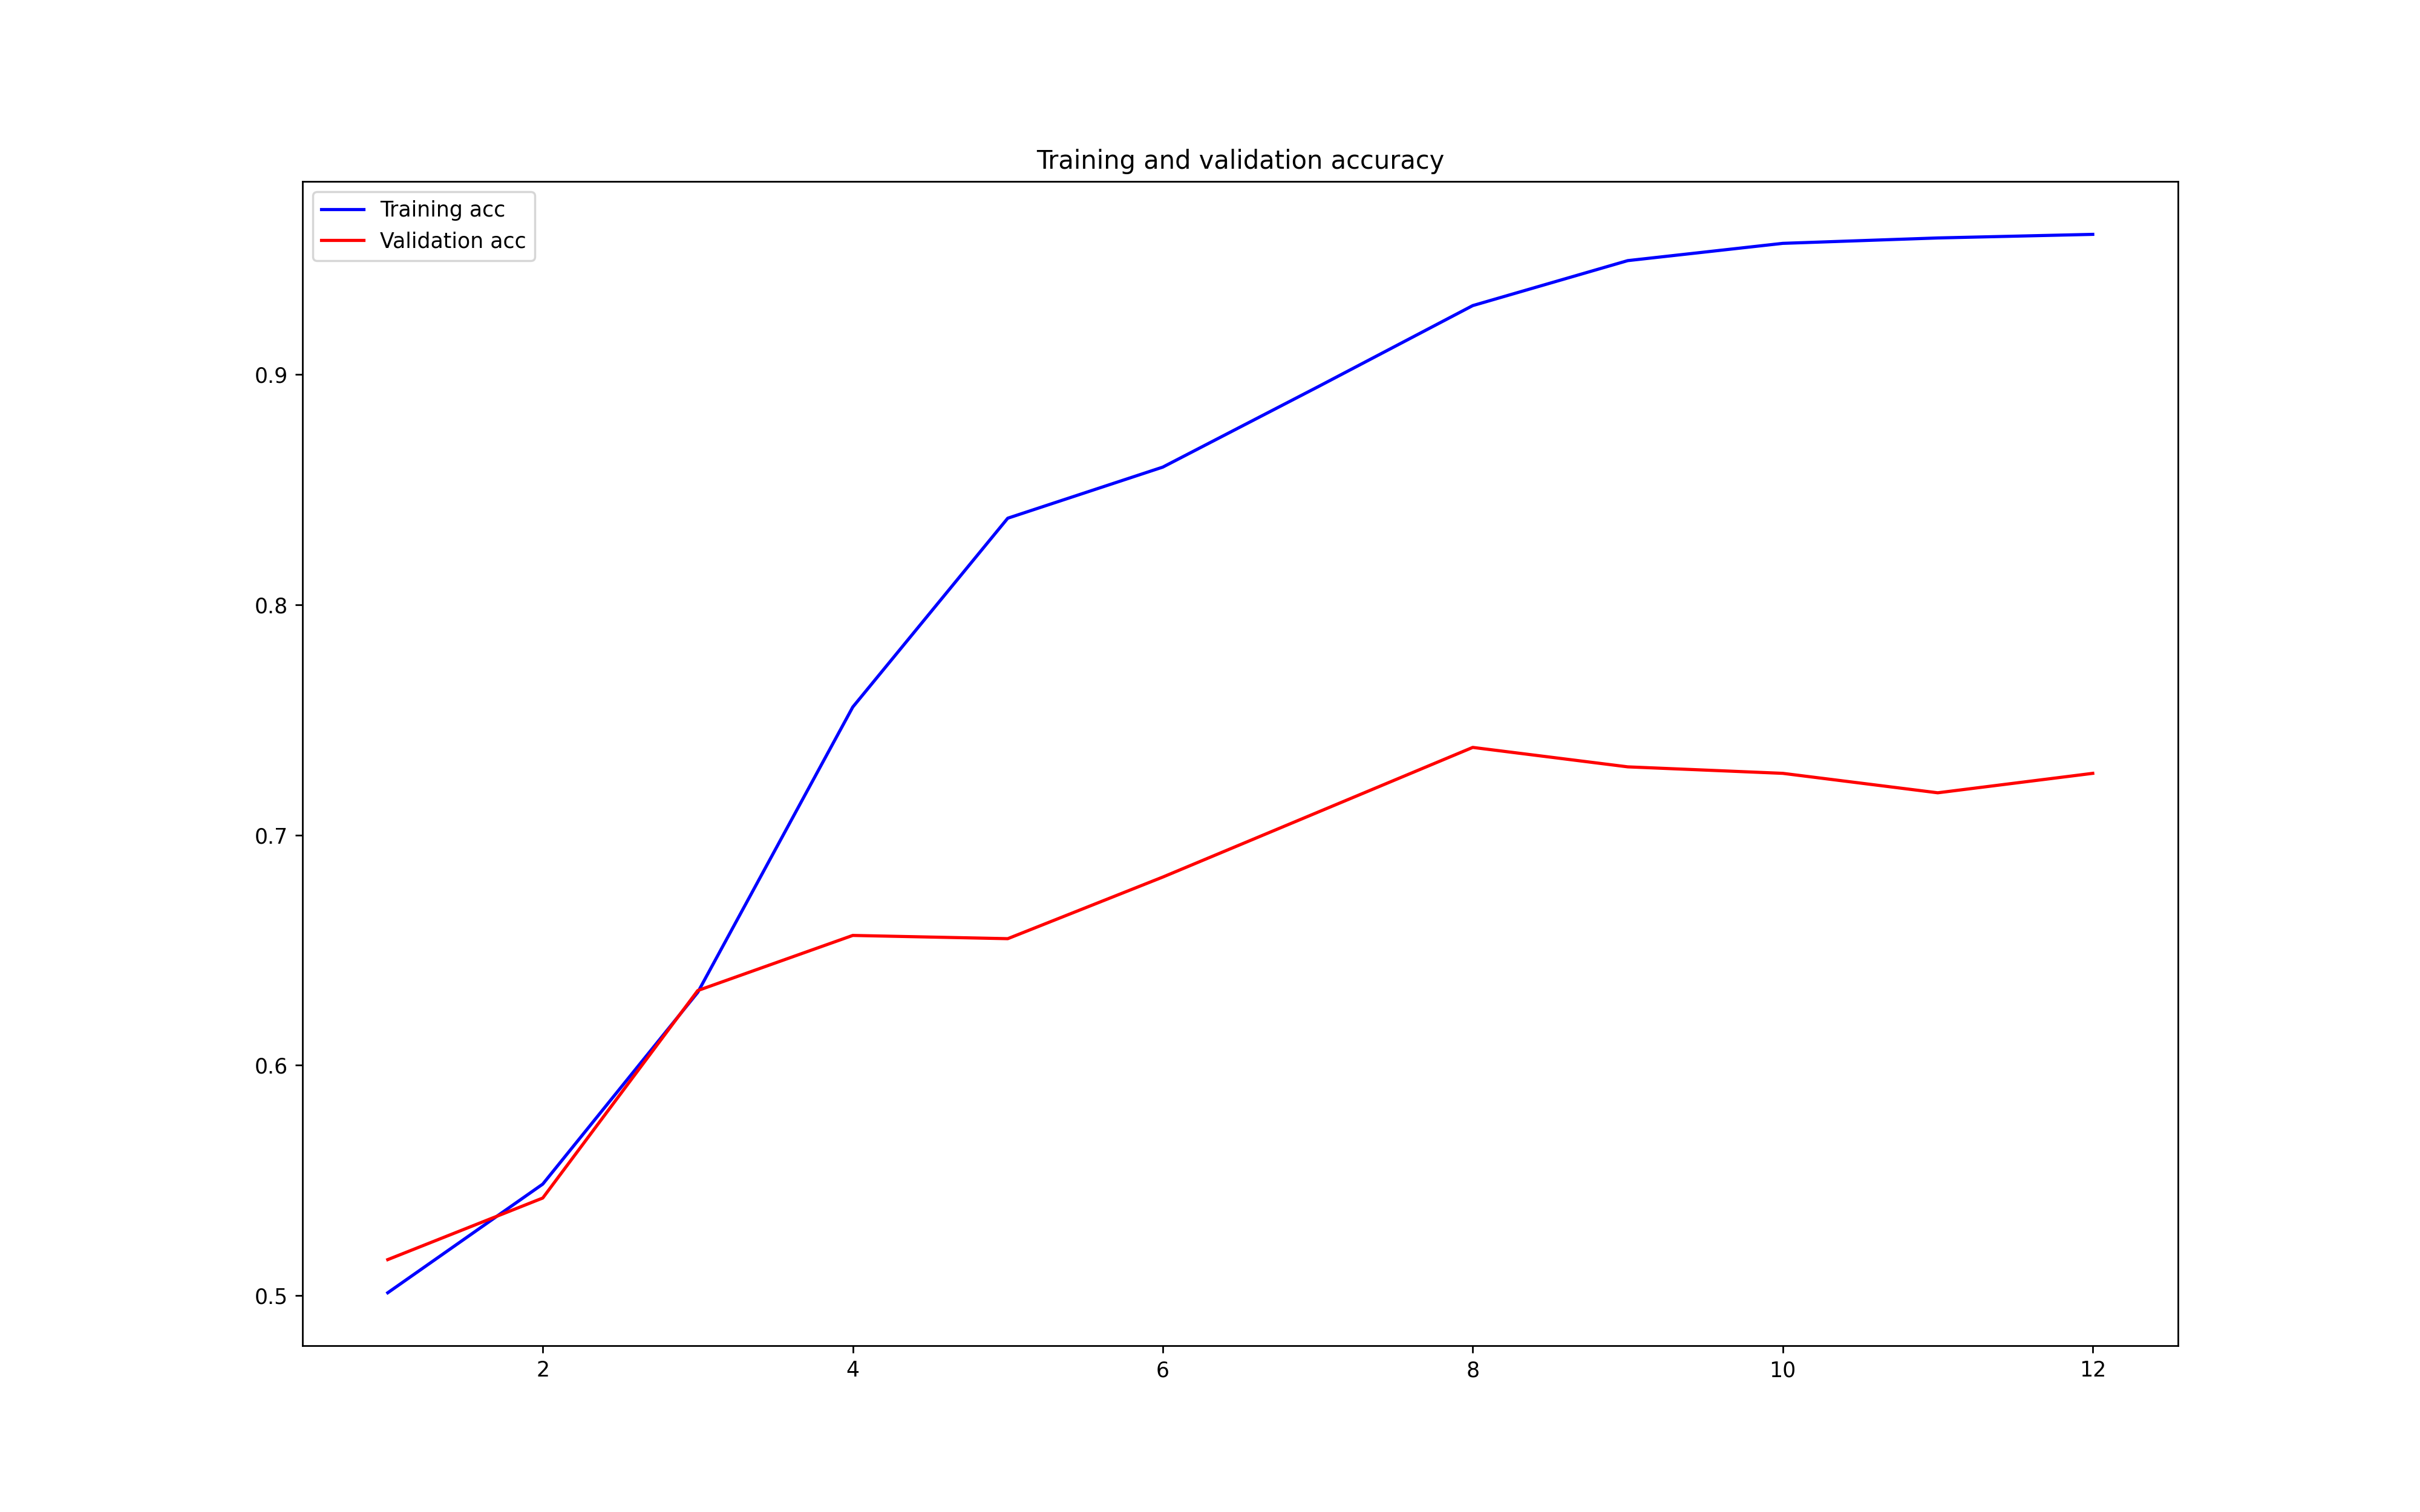 Training and validation accuracy
Training acc
Validation acc
0.9
0.8
0.7
0.6
0.5
2 4 6 8 10 12